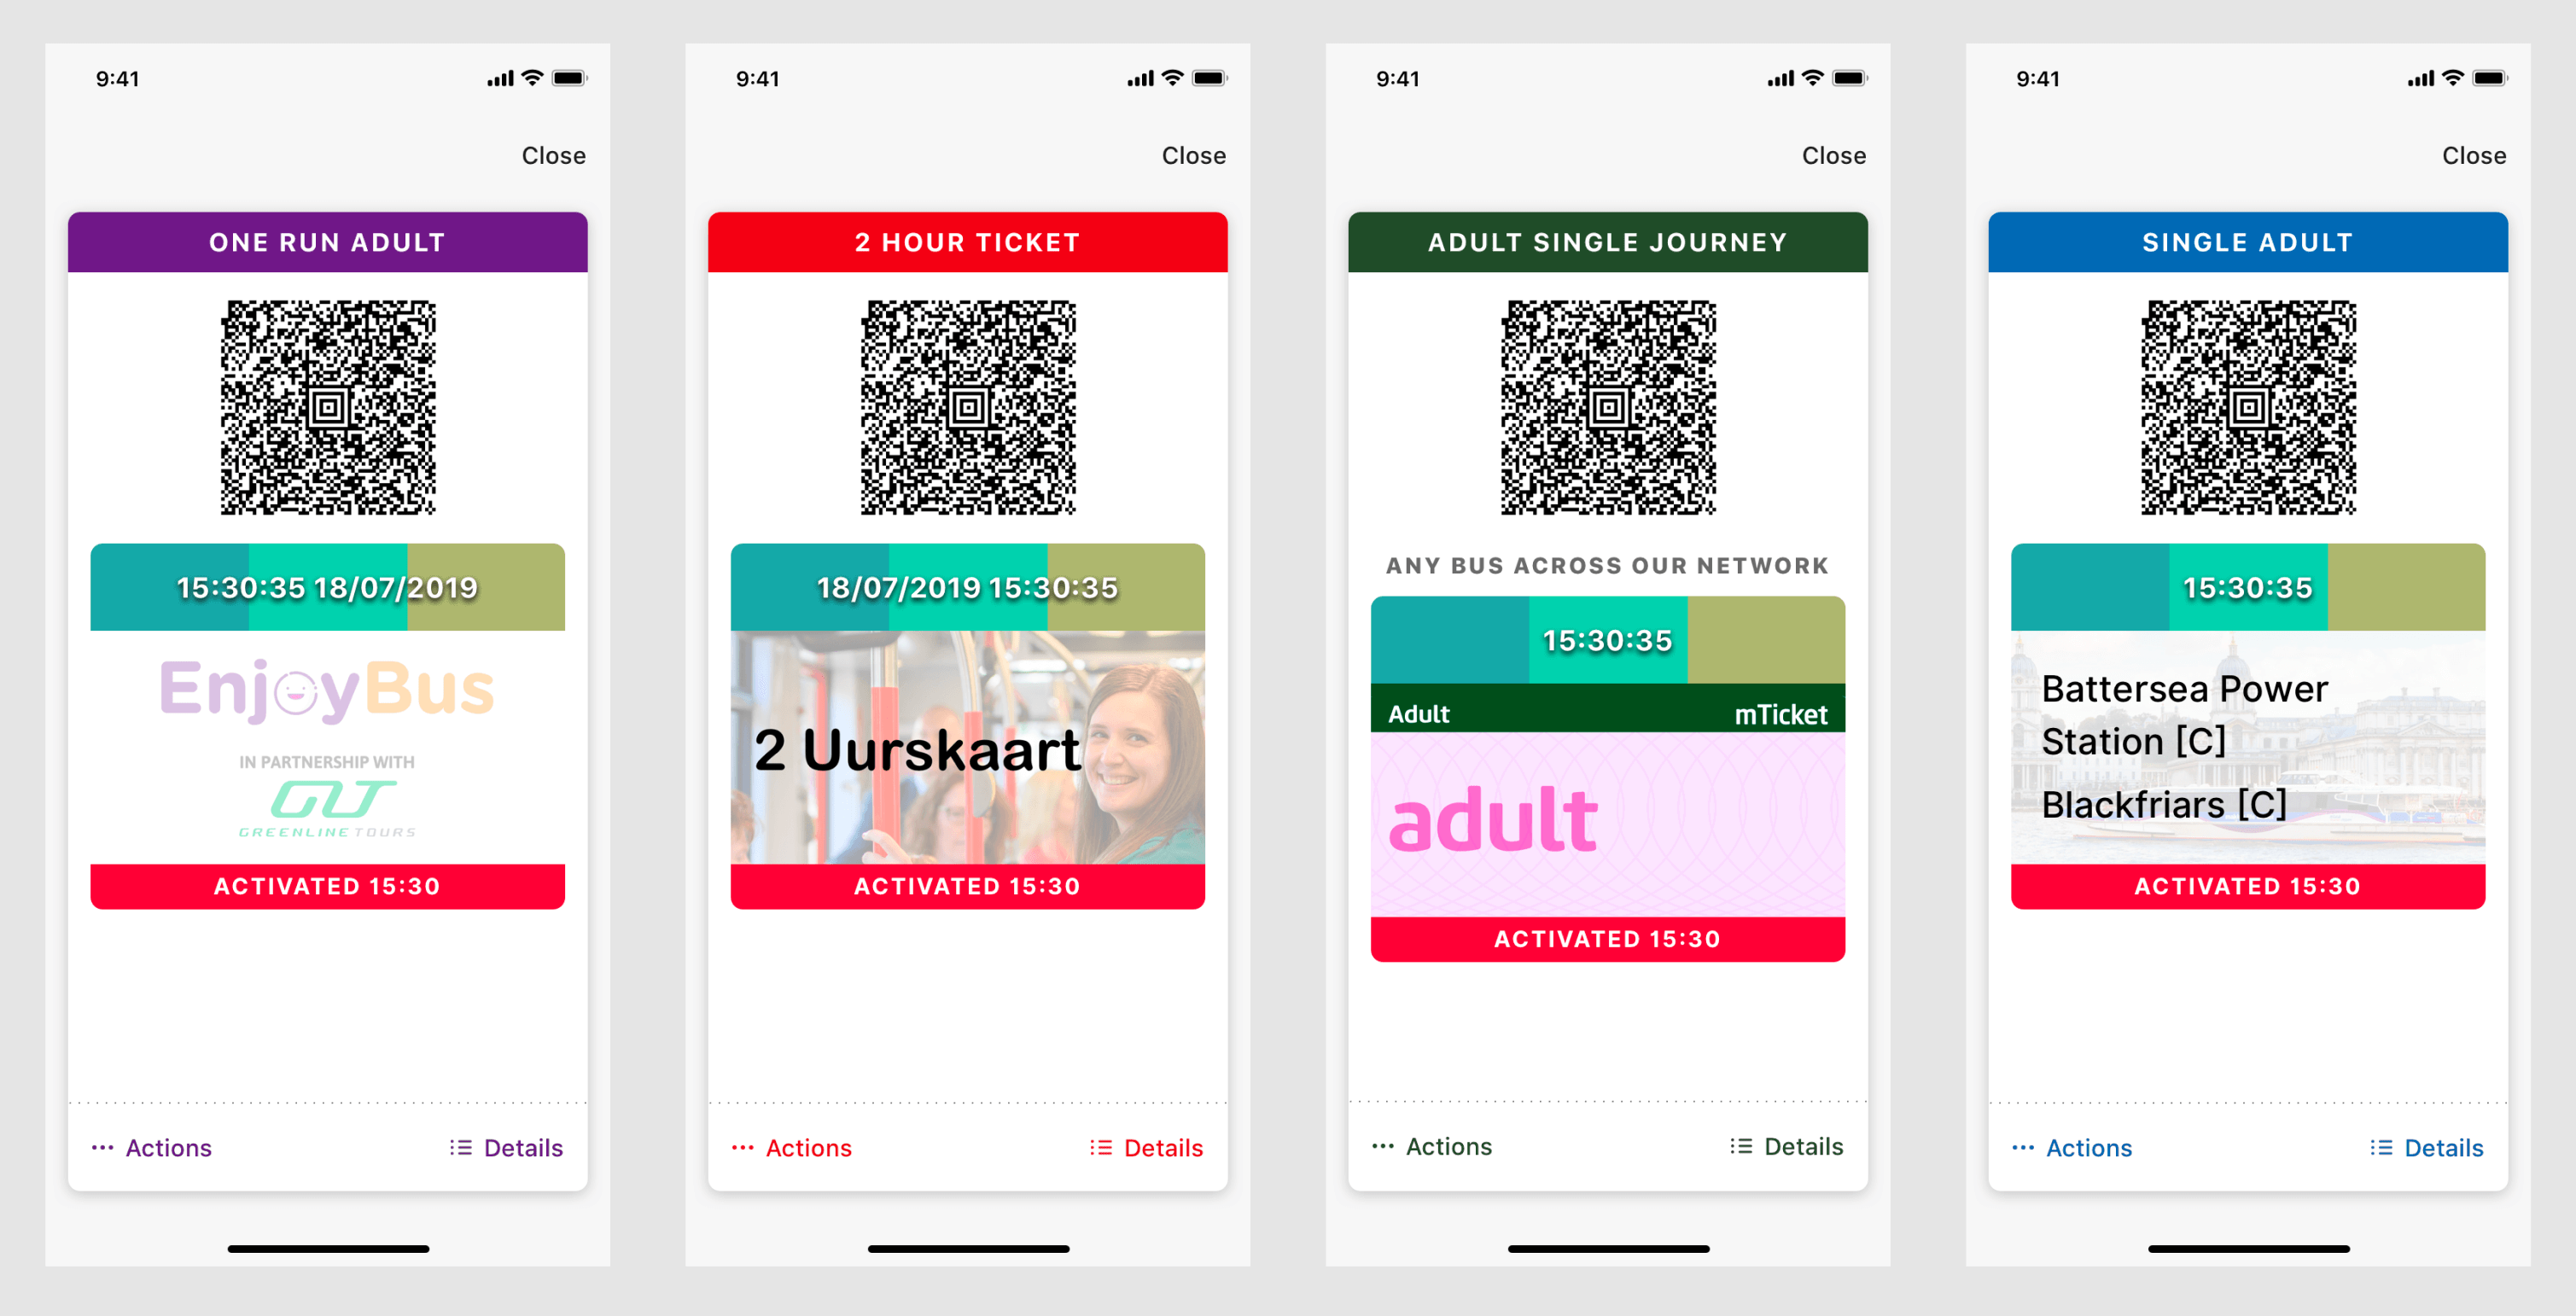 9:41
Close
ONE RUN ADULT
15:30:35 18/07/2019
EnjoyBus
IN PARTNERSHIP WITH
GLT
GREENLINE TOURS
ACTIVATED 15:30
Actions
Details
9:41
Close
2 HOUR TICKET
18/07/2019 15:30:35
2 Uurskaart
ACTIVATED 15:30
Actions
Details
9:41
Close
ADULT SINGLE JOURNEY
ANY BUS ACROSS OUR NETWORK
15:30:35
Adult
mTicket
adult
ACTIVATED 15:30
Actions
Details
9:41
Close
SINGLE ADULT
15:30:35
Battersea Power
Station [C]
Blackfriars [C]
ACTIVATED 15:30
Actions
Details